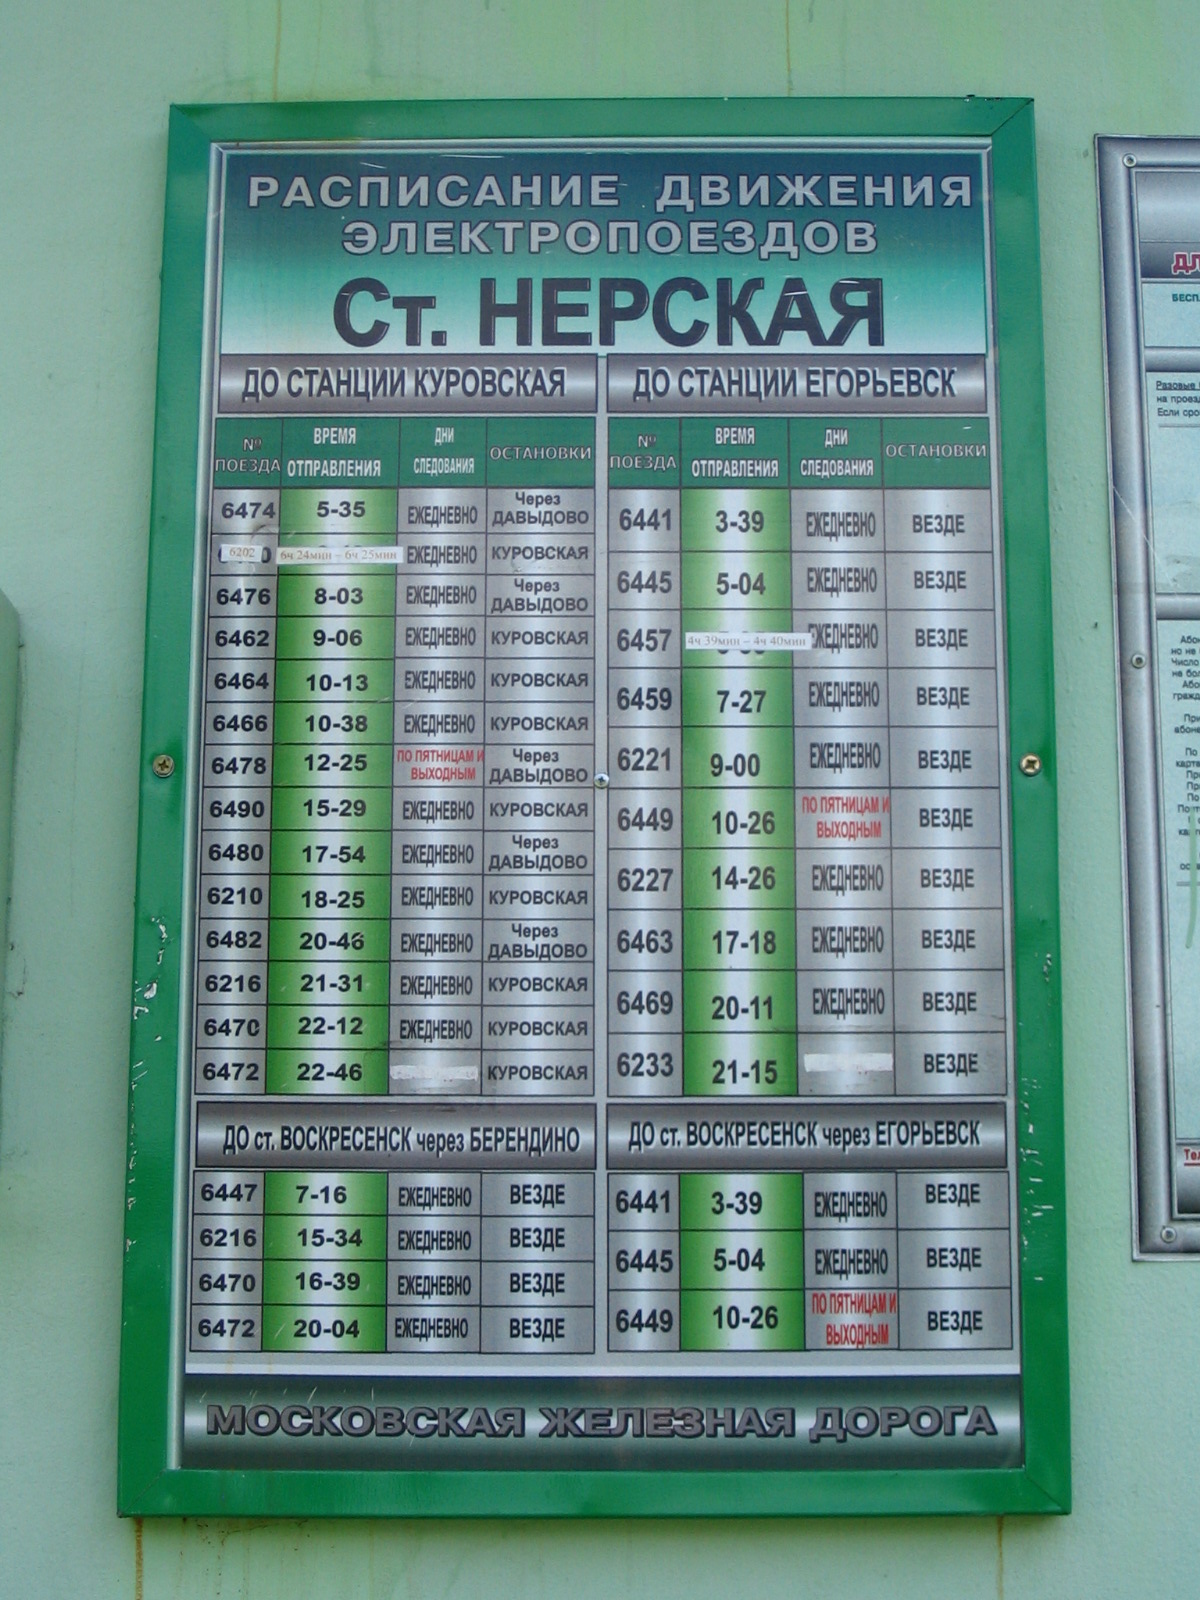 РАСПИСАНИЕ ДВИЖЕНИЯ
ЭЛЕКТРОПОЕЗДОВ
Ст. НЕРСКАЯ
ДО СТАНЦИИ КУРОВСКАЯ
№ ПОЕЗДА ВРЕМЯ ОТПРАВЛЕНИЯ ДНИ СЛЕДОВАНИЯ ОСТАНОВКИ
6474 5-35 ЕЖЕДНЕВНО Через ДАВЫДОВО
6202 6ч 24мин – 6ч 25мин ЕЖЕДНЕВНО КУРОВСКАЯ
6476 8-03 ЕЖЕДНЕВНО Через ДАВЫДОВО
6462 9-06 ЕЖЕДНЕВНО КУРОВСКАЯ
6464 10-13 ЕЖЕДНЕВНО КУРОВСКАЯ
6466 10-38 ЕЖЕДНЕВНО КУРОВСКАЯ
6478 12-25 ПО ПЯТНИЦАМ И ВЫХОДНЫМ Через ДАВЫДОВО
6490 15-29 ЕЖЕДНЕВНО КУРОВСКАЯ
6480 17-54 ЕЖЕДНЕВНО Через ДАВЫДОВО
6210 18-25 ЕЖЕДНЕВНО КУРОВСКАЯ
6482 20-46 ЕЖЕДНЕВНО Через ДАВЫДОВО
6216 21-31 ЕЖЕДНЕВНО КУРОВСКАЯ
6470 22-12 ЕЖЕДНЕВНО КУРОВСКАЯ
6472 22-46 КУРОВСКАЯ
ДО СТАНЦИИ ЕГОРЬЕВСК
№ ПОЕЗДА ВРЕМЯ ОТПРАВЛЕНИЯ ДНИ СЛЕДОВАНИЯ ОСТАНОВКИ
6441 3-39 ЕЖЕДНЕВНО ВЕЗДЕ
6445 5-04 ЕЖЕДНЕВНО ВЕЗДЕ
6457 4ч 39мин – 4ч 40мин ЕЖЕДНЕВНО ВЕЗДЕ
6459 7-27 ЕЖЕДНЕВНО ВЕЗДЕ
6221 9-00 ЕЖЕДНЕВНО ВЕЗДЕ
6449 10-26 ПО ПЯТНИЦАМ И ВЫХОДНЫМ ВЕЗДЕ
6227 14-26 ЕЖЕДНЕВНО ВЕЗДЕ
6463 17-18 ЕЖЕДНЕВНО ВЕЗДЕ
6469 20-11 ЕЖЕДНЕВНО ВЕЗДЕ
6233 21-15 ВЕЗДЕ
ДО ст. ВОСКРЕСЕНСК через БЕРЕНДИНО
6447 7-16 ЕЖЕДНЕВНО ВЕЗДЕ
6216 15-34 ЕЖЕДНЕВНО ВЕЗДЕ
6470 16-39 ЕЖЕДНЕВНО ВЕЗДЕ
6472 20-04 ЕЖЕДНЕВНО ВЕЗДЕ
ДО ст. ВОСКРЕСЕНСК через ЕГОРЬЕВСК
6441 3-39 ЕЖЕДНЕВНО ВЕЗДЕ
6445 5-04 ЕЖЕДНЕВНО ВЕЗДЕ
6449 10-26 ПО ПЯТНИЦАМ И ВЫХОДНЫМ ВЕЗДЕ
МОСКОВСКАЯ ЖЕЛЕЗНАЯ ДОРОГА